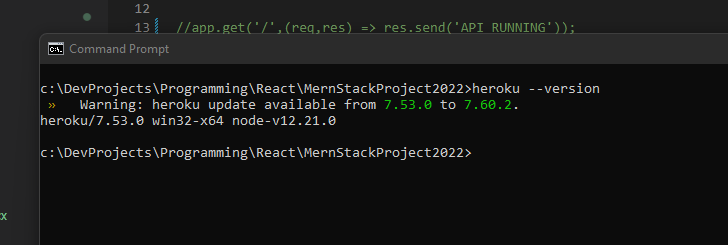 12
13 //app.get('/',(req,res) => res.send('API RUNNING'));
Command Prompt
c:\DevProjects\Programming\React\MernStackProject2022>heroku --version
» Warning: heroku update available from 7.53.0 to 7.60.2.
heroku/7.53.0 win32-x64 node-v12.21.0
c:\DevProjects\Programming\React\MernStackProject2022>
x